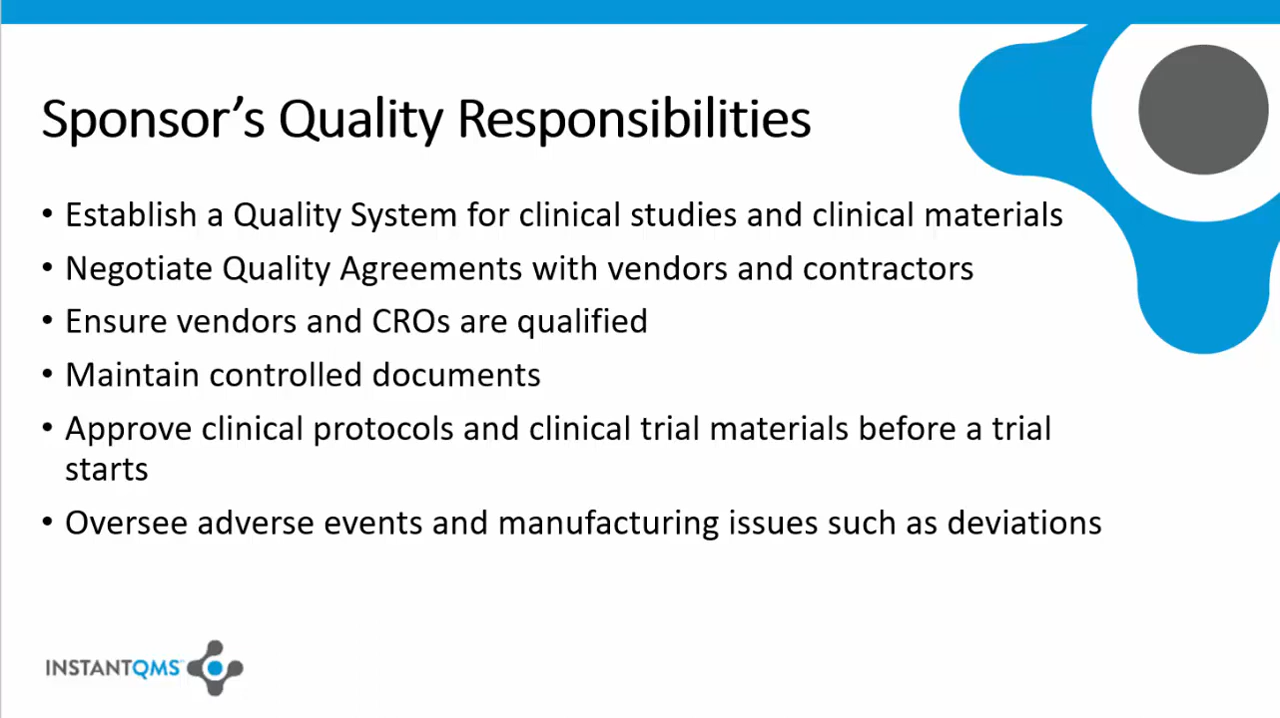 Sponsor’s Quality Responsibilities
• Establish a Quality System for clinical studies and clinical materials
• Negotiate Quality Agreements with vendors and contractors
• Ensure vendors and CROs are qualified
• Maintain controlled documents
• Approve clinical protocols and clinical trial materials before a trial
starts
• Oversee adverse events and manufacturing issues such as deviations
INSTANTQMS